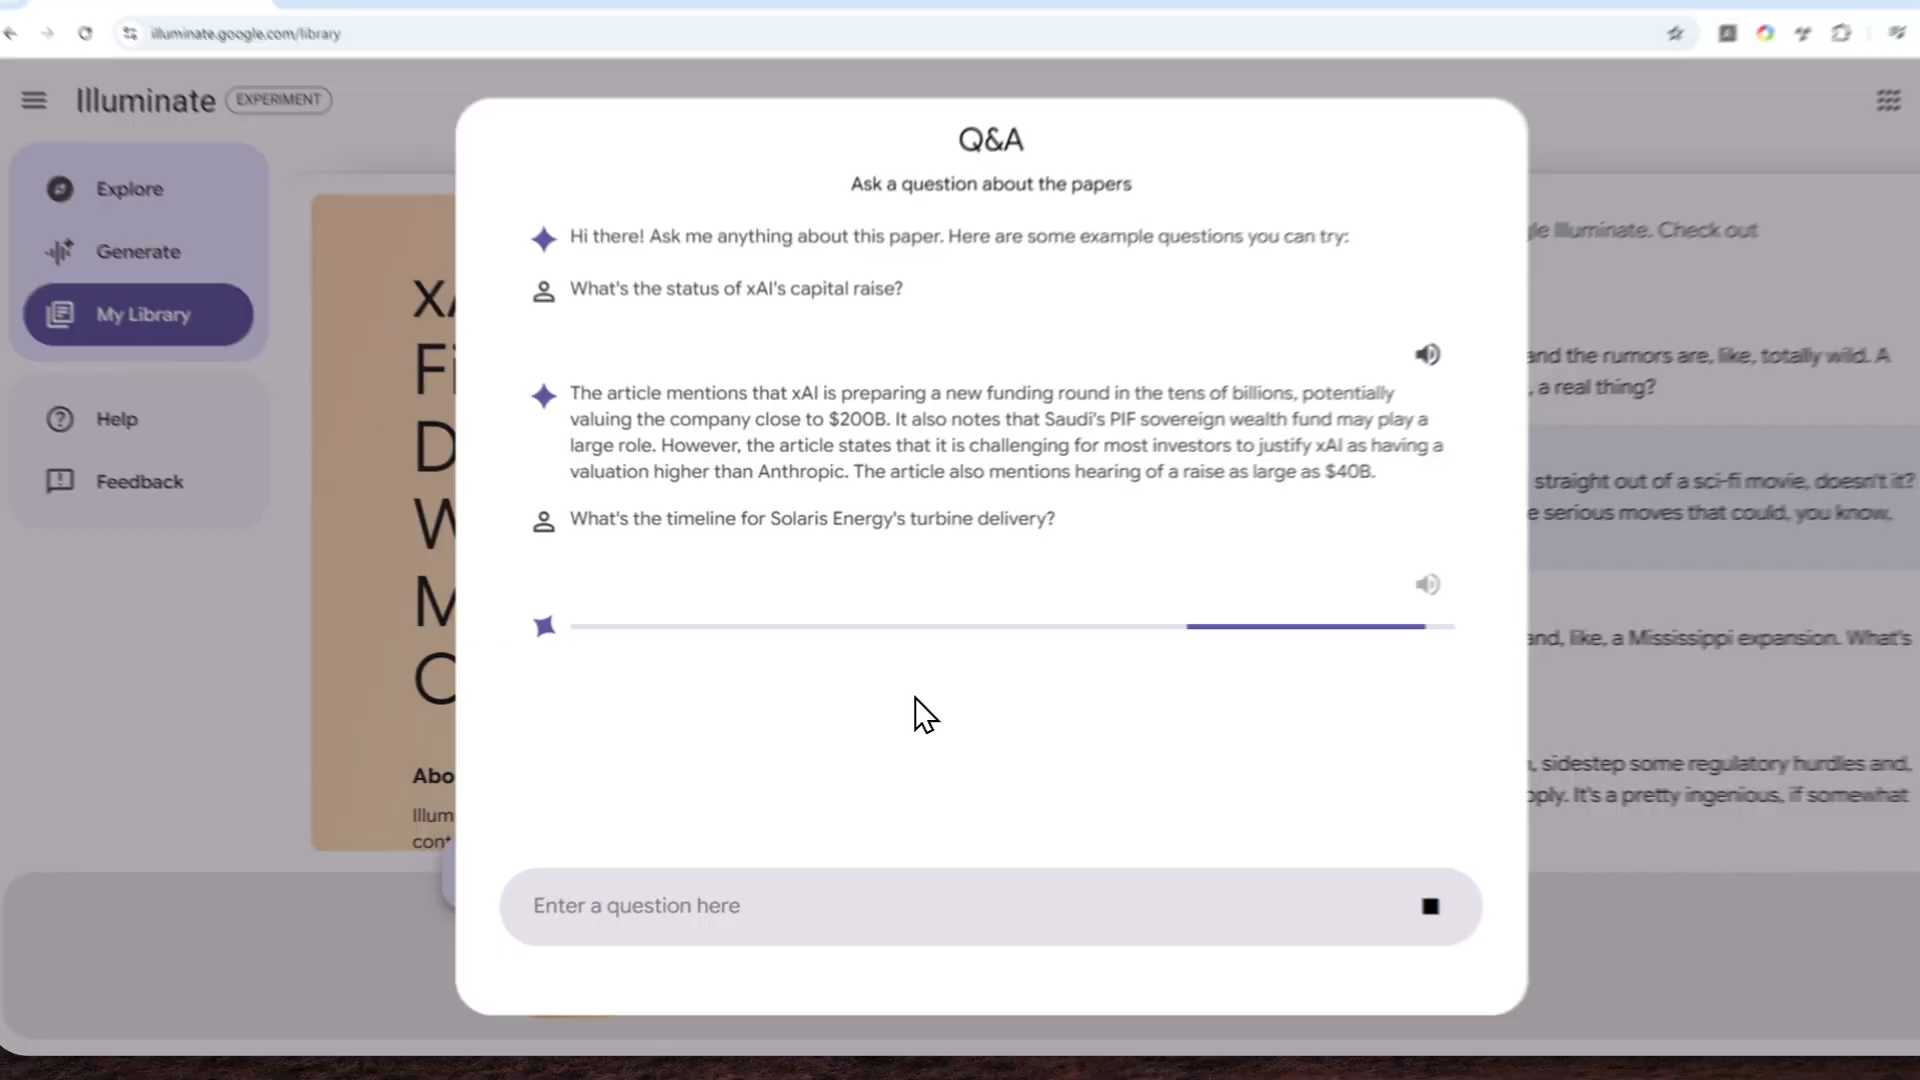 illuminate.google.com/library
Illuminate EXPERIMENT
Explore
Generate
My Library
Help
Feedback
Q&A
Ask a question about the papers
Hi there! Ask me anything about this paper. Here are some example questions you can try:
What's the status of xAI's capital raise?
The article mentions that xAI is preparing a new funding round in the tens of billions, potentially
valuing the company close to $200B. It also notes that Saudi's PIF sovereign wealth fund may play a
large role. However, the article states that it is challenging for most investors to justify xAI as having a
valuation higher than Anthropic. The article also mentions hearing of a raise as large as $40B.
What's the timeline for Solaris Energy's turbine delivery?
Enter a question here
Illuminate. Check out
and the rumors are, like, totally wild. A
, a real thing?
straight out of a sci-fi movie, doesn't it?
serious moves that could, you know,
and, like, a Mississippi expansion. What's
, sidestep some regulatory hurdles and,
It's a pretty ingenious, if somewhat